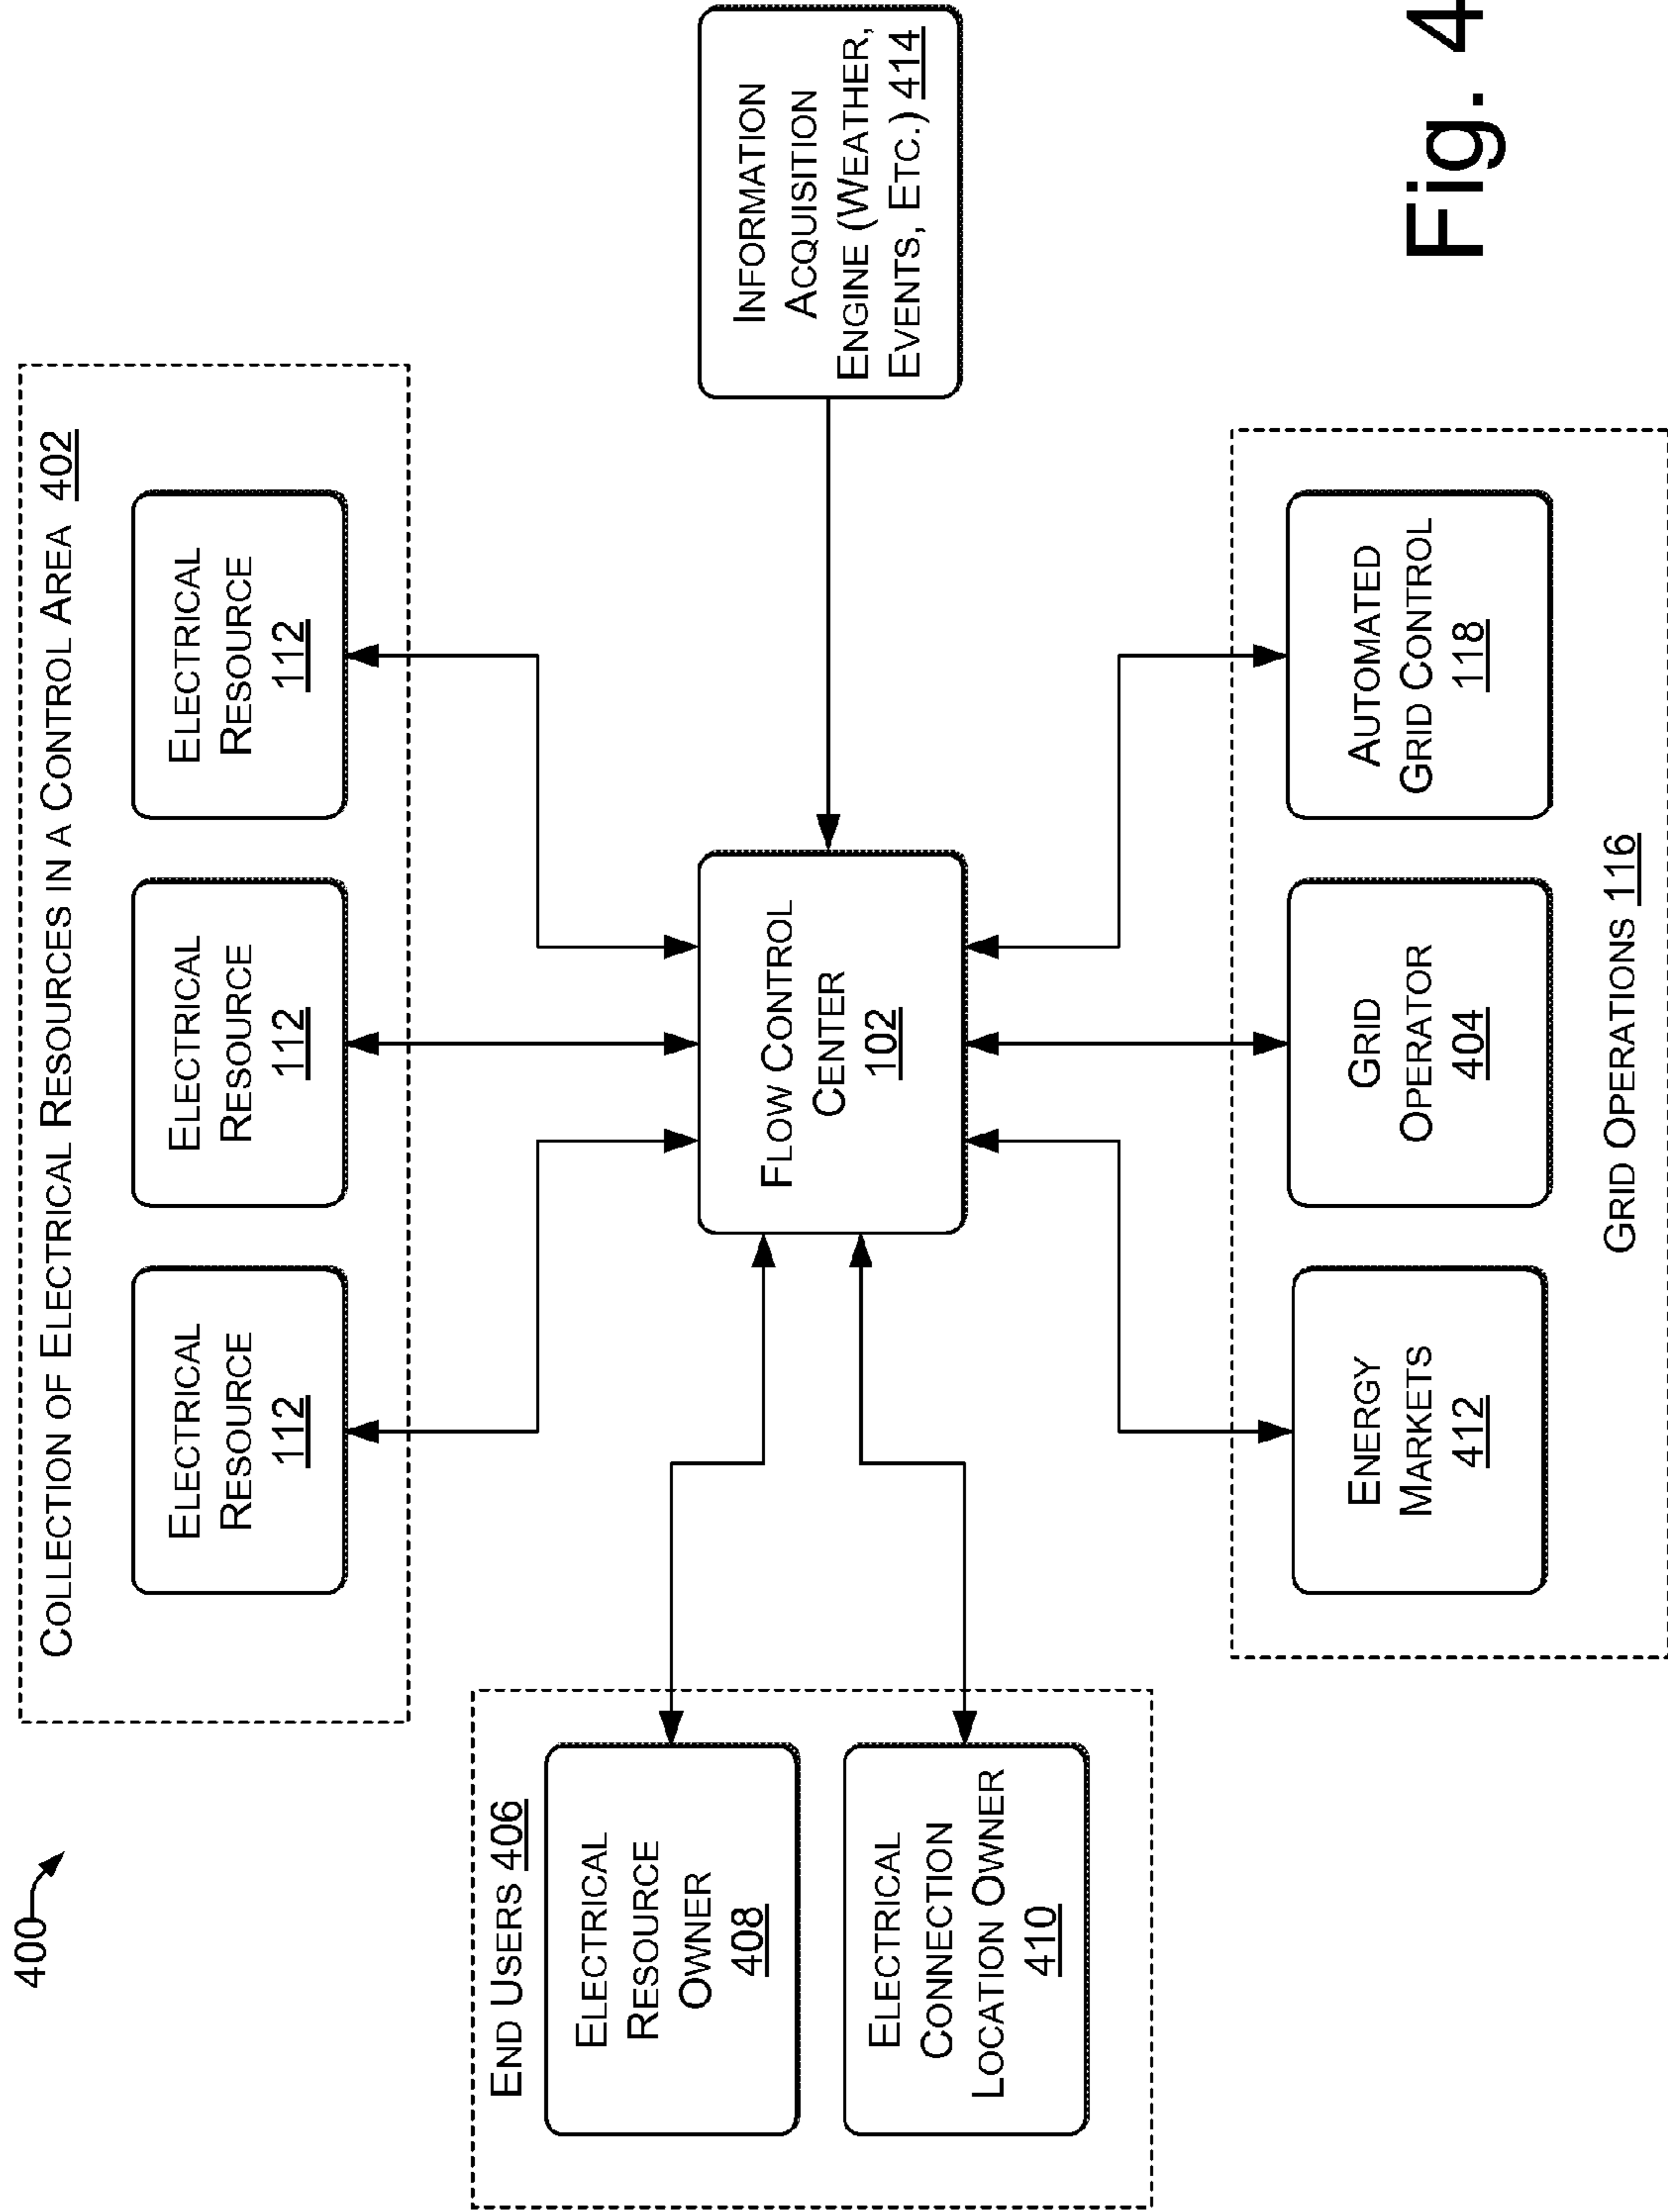 400
COLLECTION OF ELECTRICAL RESOURCES IN A CONTROL AREA 402
ELECTRICAL
RESOURCE
112
ELECTRICAL
RESOURCE
112
ELECTRICAL
RESOURCE
112
END USERS 406
ELECTRICAL
RESOURCE
OWNER
408
ELECTRICAL
CONNECTION
LOCATION OWNER
410
FLOW CONTROL
CENTER
102
INFORMATION
ACQUISITION
ENGINE (WEATHER,
EVENTS, ETC.) 414
ENERGY
MARKETS
412
GRID
OPERATOR
404
AUTOMATED
GRID CONTROL
118
GRID OPERATIONS 116
Fig. 4